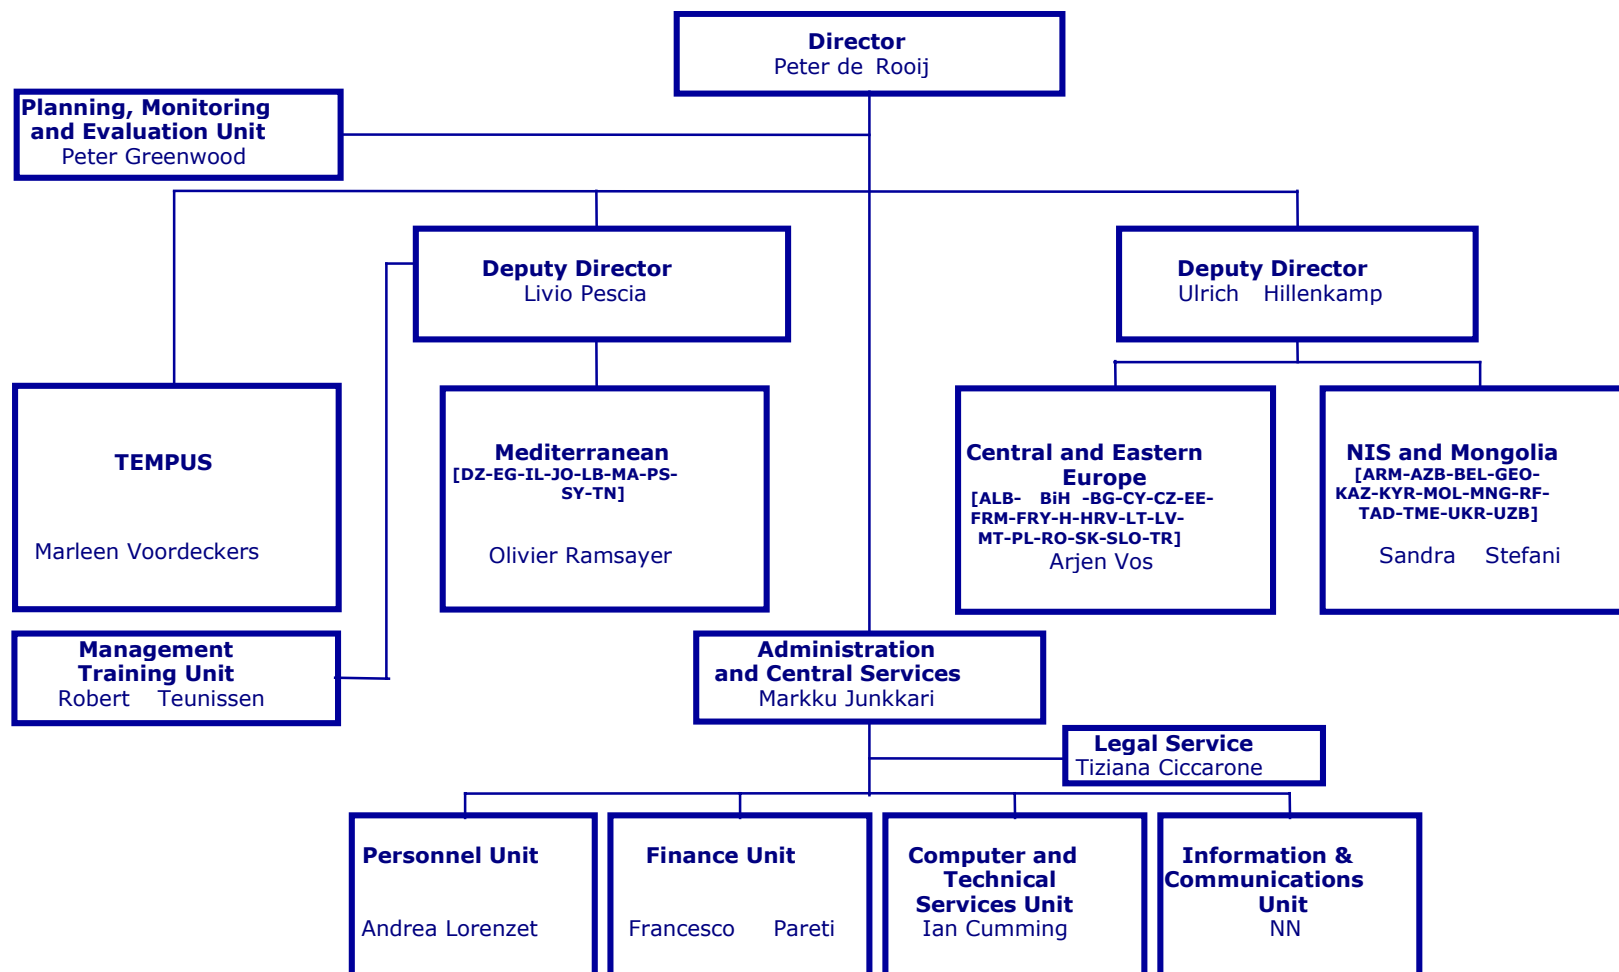 Director
Peter de Rooij
Planning, Monitoring
and Evaluation Unit
Peter Greenwood
Deputy Director
Livio Pescia
Deputy Director
Ulrich Hillenkamp
TEMPUS
Marleen Voordeckers
Mediterranean
[DZ-EG-IL-JO-LB-MA-PS-
SY-TN]
Olivier Ramsayer
Central and Eastern
Europe
[ALB- BiH -BG-CY-CZ-EE-
FRM-FRY-H-HRV-LT-LV-
MT-PL-RO-SK-SLO-TR]
Arjen Vos
NIS and Mongolia
[ARM-AZB-BEL-GEO-
KAZ-KYR-MOL-MNG-RF-
TAD-TME-UKR-UZB]
Sandra Stefani
Management
Training Unit
Robert Teunissen
Administration
and Central Services
Markku Junkkari
Legal Service
Tiziana Ciccarone
Personnel Unit
Andrea Lorenzet
Finance Unit
Francesco Pareti
Computer and
Technical
Services Unit
Ian Cumming
Information &
Communications
Unit
NN